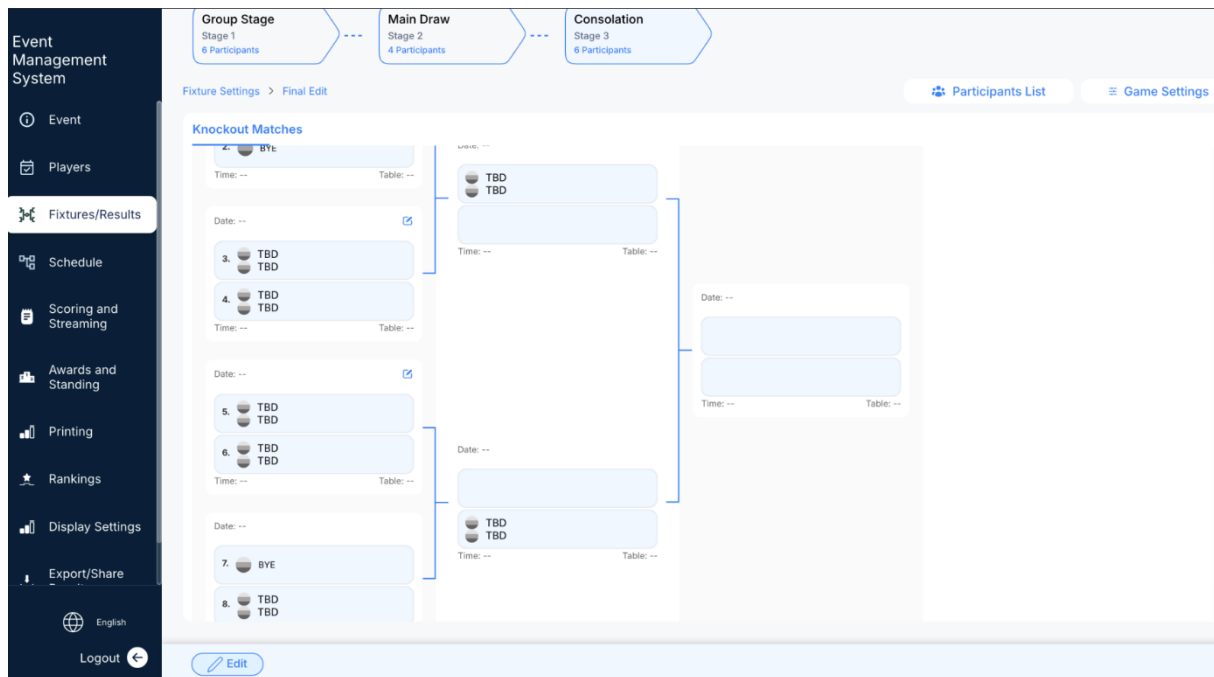 Event
Management
System
Event
Players
Fixtures/Results
Schedule
Scoring and
Streaming
Awards and
Standing
Printing
Rankings
Display Settings
Export/Share
English
Logout
Group Stage
Stage 1
6 Participants
Main Draw
Stage 2
4 Participants
Consolation
Stage 3
6 Participants
Fixture Settings > Final Edit
Participants List
Game Settings
Knockout Matches
2. BYE
Time: -- Table: --
Date: --
3. TBD
TBD
4. TBD
TBD
Time: -- Table: --
Date: --
5. TBD
TBD
6. TBD
TBD
Time: -- Table: --
Date: --
7. BYE
8. TBD
TBD
Date: --
TBD
TBD
Time: -- Table: --
Date: --
TBD
TBD
Time: -- Table: --
Date: --
Time: -- Table: --
Edit